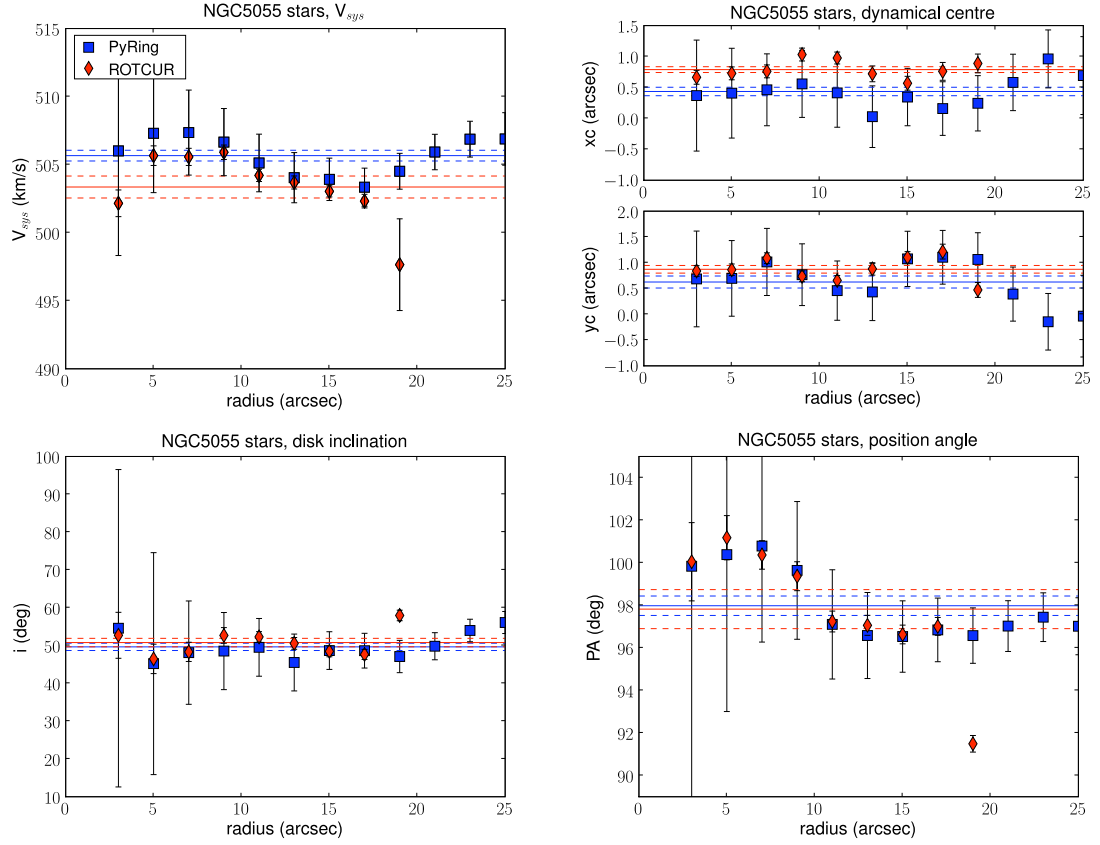 NGC5055 stars, V_sys
515
510
505
500
495
490
V_sys (km/s)
PyRing
ROTCUR
0 5 10 15 20 25
radius (arcsec)
NGC5055 stars, dynamical centre
1.5
1.0
0.5
0.0
−0.5
−1.0
xc (arcsec)
0 5 10 15 20 25
2.0
1.5
1.0
0.5
0.0
−0.5
−1.0
yc (arcsec)
0 5 10 15 20 25
radius (arcsec)
NGC5055 stars, disk inclination
100
90
80
70
60
50
40
30
20
10
i (deg)
0 5 10 15 20 25
radius (arcsec)
NGC5055 stars, position angle
104
102
100
98
96
94
92
90
PA (deg)
0 5 10 15 20 25
radius (arcsec)